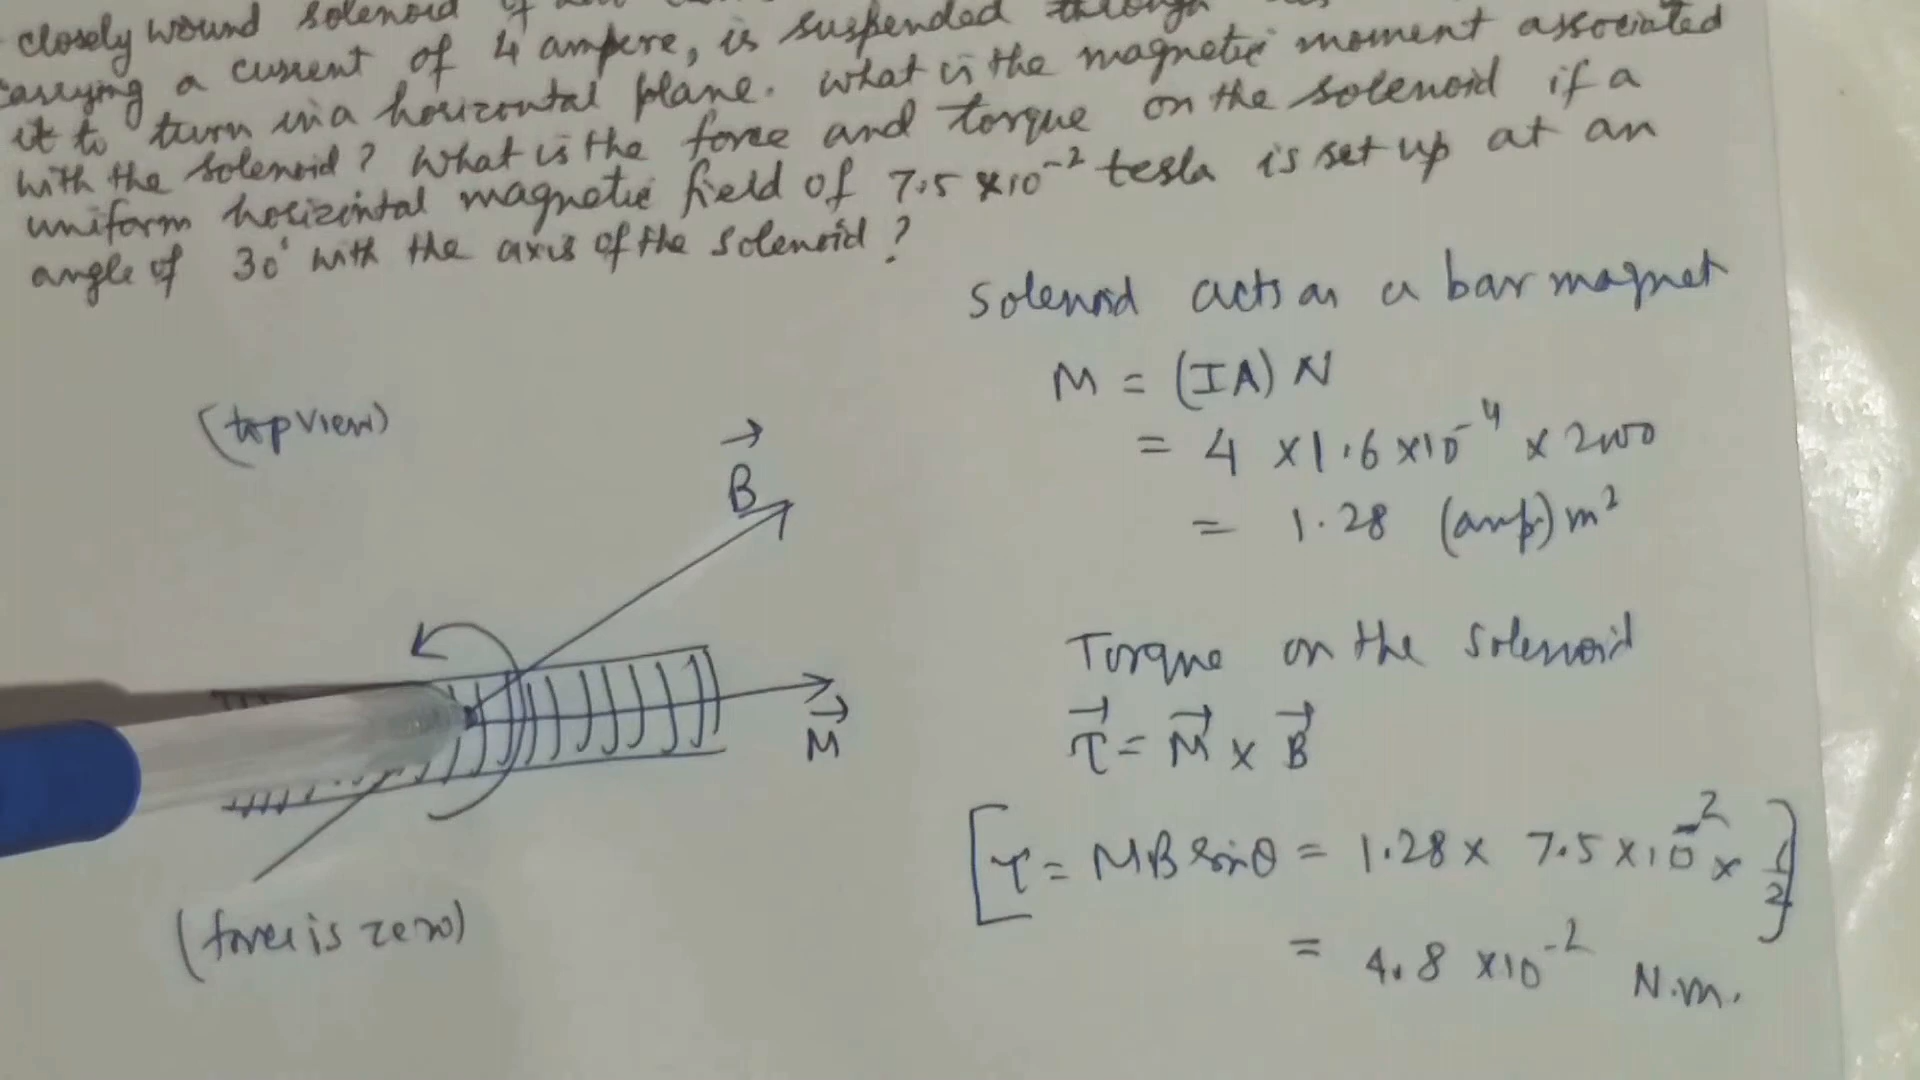 closely wound solenoid of
carrying a current of 4 ampere, is suspended through
it to turn in a horizontal plane. What is the magnetic moment associated
with the solenoid? What is the force and torque on the solenoid if a
uniform horizontal magnetic field of 7.5 × 10⁻² tesla is set up at an
angle of 30° with the axis of the solenoid?
Solenoid acts as a bar magnet
M = (IA) N
= 4 × 1.6 × 10⁻⁴ × 2000
= 1.28 (amp) m²
(top view)
B⃗
M⃗
(force is zero)
Torque on the solenoid
τ⃗ = M⃗ × B⃗
[τ = MB sinθ = 1.28 × 7.5 × 10⁻² × 1/2]
= 4.8 × 10⁻² N.m.